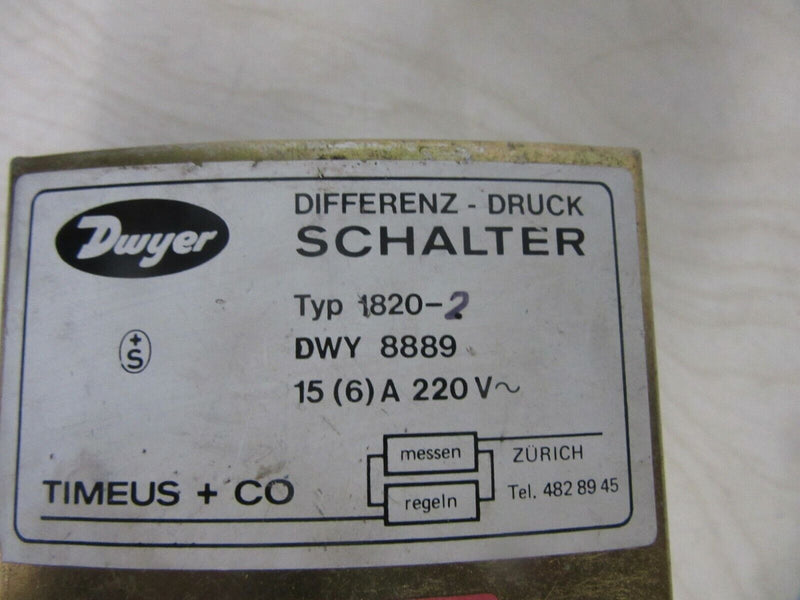 Dwyer
DIFFERENZ - DRUCK
SCHALTER
Typ 1820-2
+
S
DWY 8889
15 (6) A 220 V~
messen
ZÜRICH
TIMEUS + CO
regeln
Tel. 482 89 45